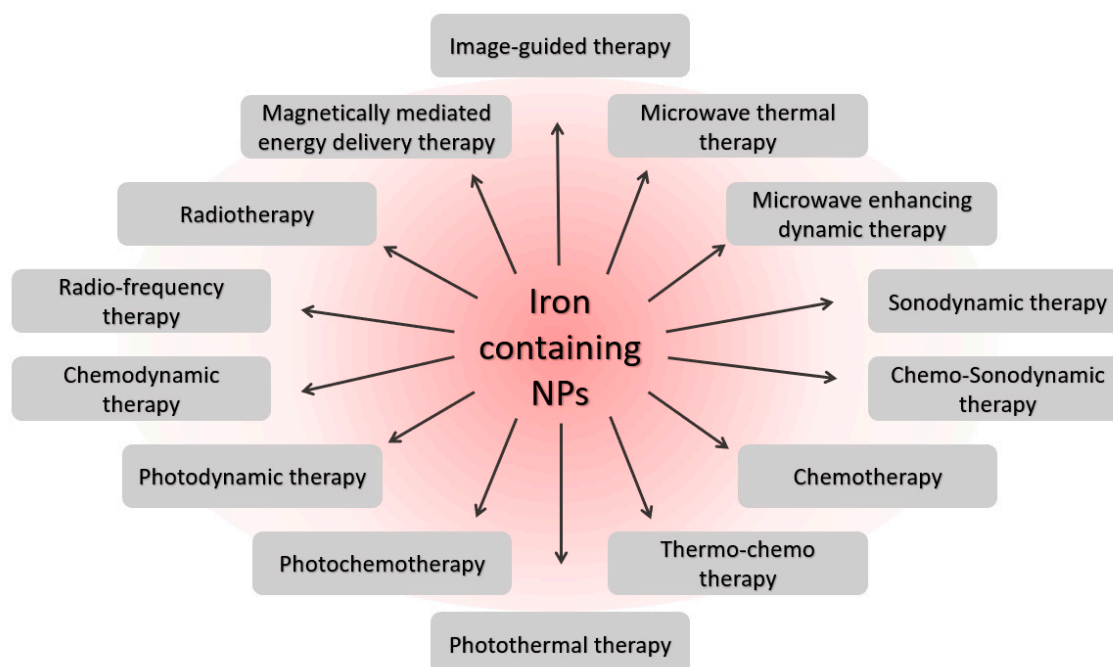 Image-guided therapy
Magnetically mediated
energy delivery therapy
Microwave thermal
therapy
Radiotherapy
Microwave enhancing
dynamic therapy
Radio-frequency
therapy
Iron
containing
NPs
Sonodynamic therapy
Chemodynamic
therapy
Chemo-Sonodynamic
therapy
Photodynamic therapy
Chemotherapy
Photochemotherapy
Thermo-chemo
therapy
Photothermal therapy